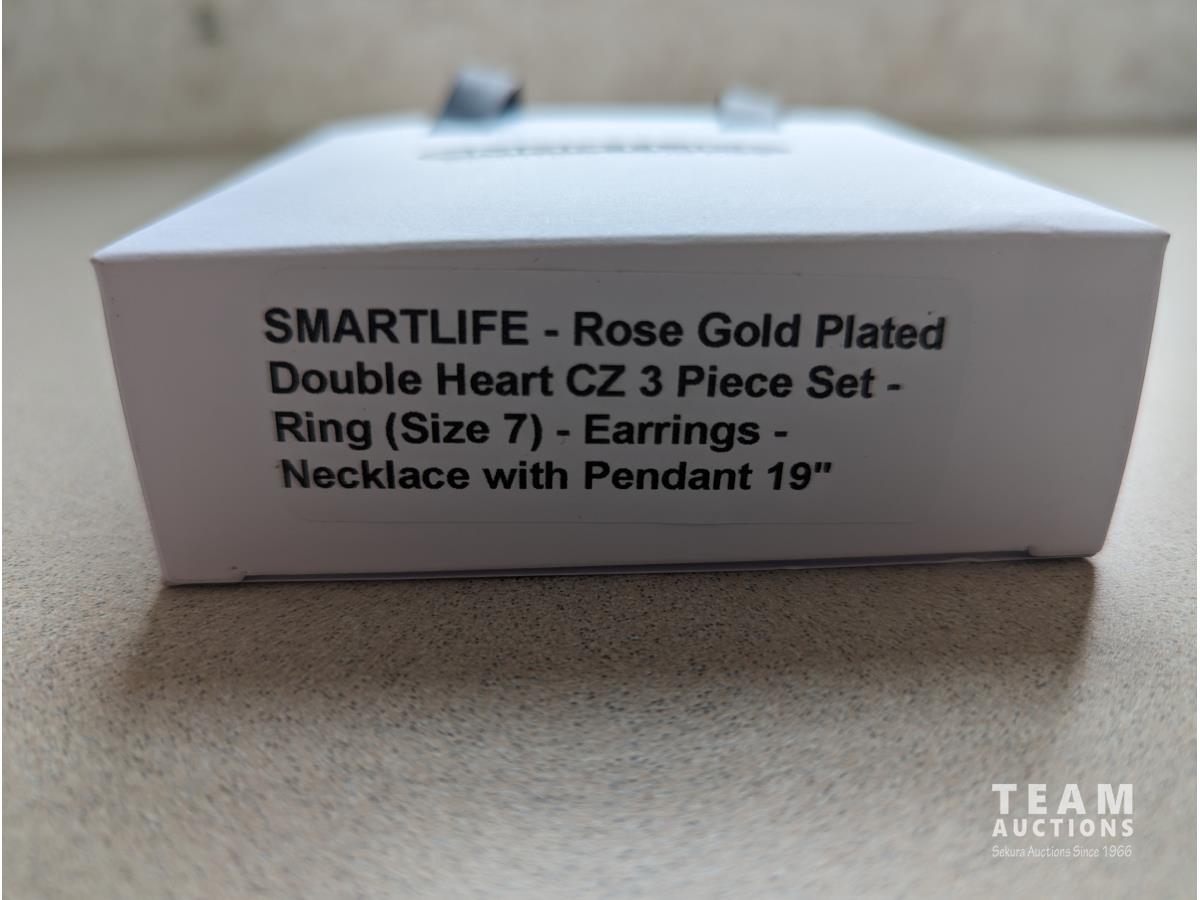 SMARTLIFE - Rose Gold Plated
Double Heart CZ 3 Piece Set -
Ring (Size 7) - Earrings -
Necklace with Pendant 19"
TEAM
AUCTIONS
Sekura Auctions Since 1966